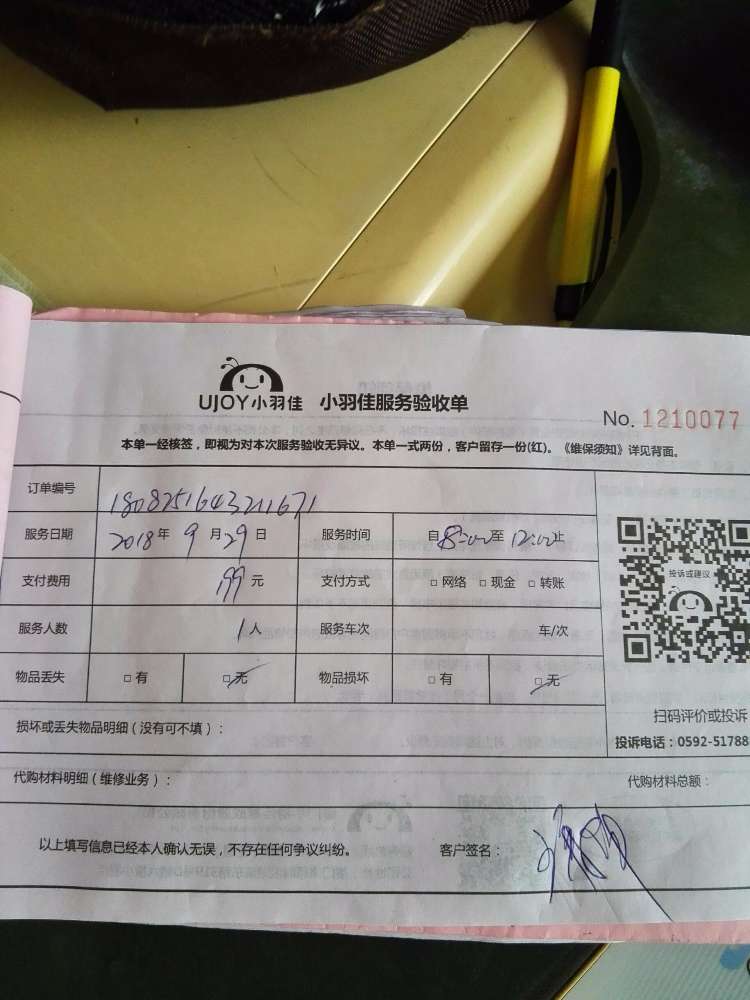 UJOY小羽佳 小羽佳服务验收单
No. 1210077
本单一经核签，即视为对本次服务验收无异议。本单一式两份，客户留存一份(红)。《维保须知》详见背面。
订单编号 180825164321671
服务日期 2018年 9月29日 服务时间 自8:00至12:00止
支付费用 199元 支付方式 □ 网络 □ 现金 □ 转账
投诉或建议
服务人数 1人 服务车次 车/次
物品丢失 □ 有 □ 无 物品损坏 □ 有 □ 无
扫码评价或投诉
损坏或丢失物品明细（没有可不填）：
投诉电话：0592-51788
代购材料明细（维修业务）： 代购材料总额：
以上填写信息已经本人确认无误，不存在任何争议纠纷。 客户签名：